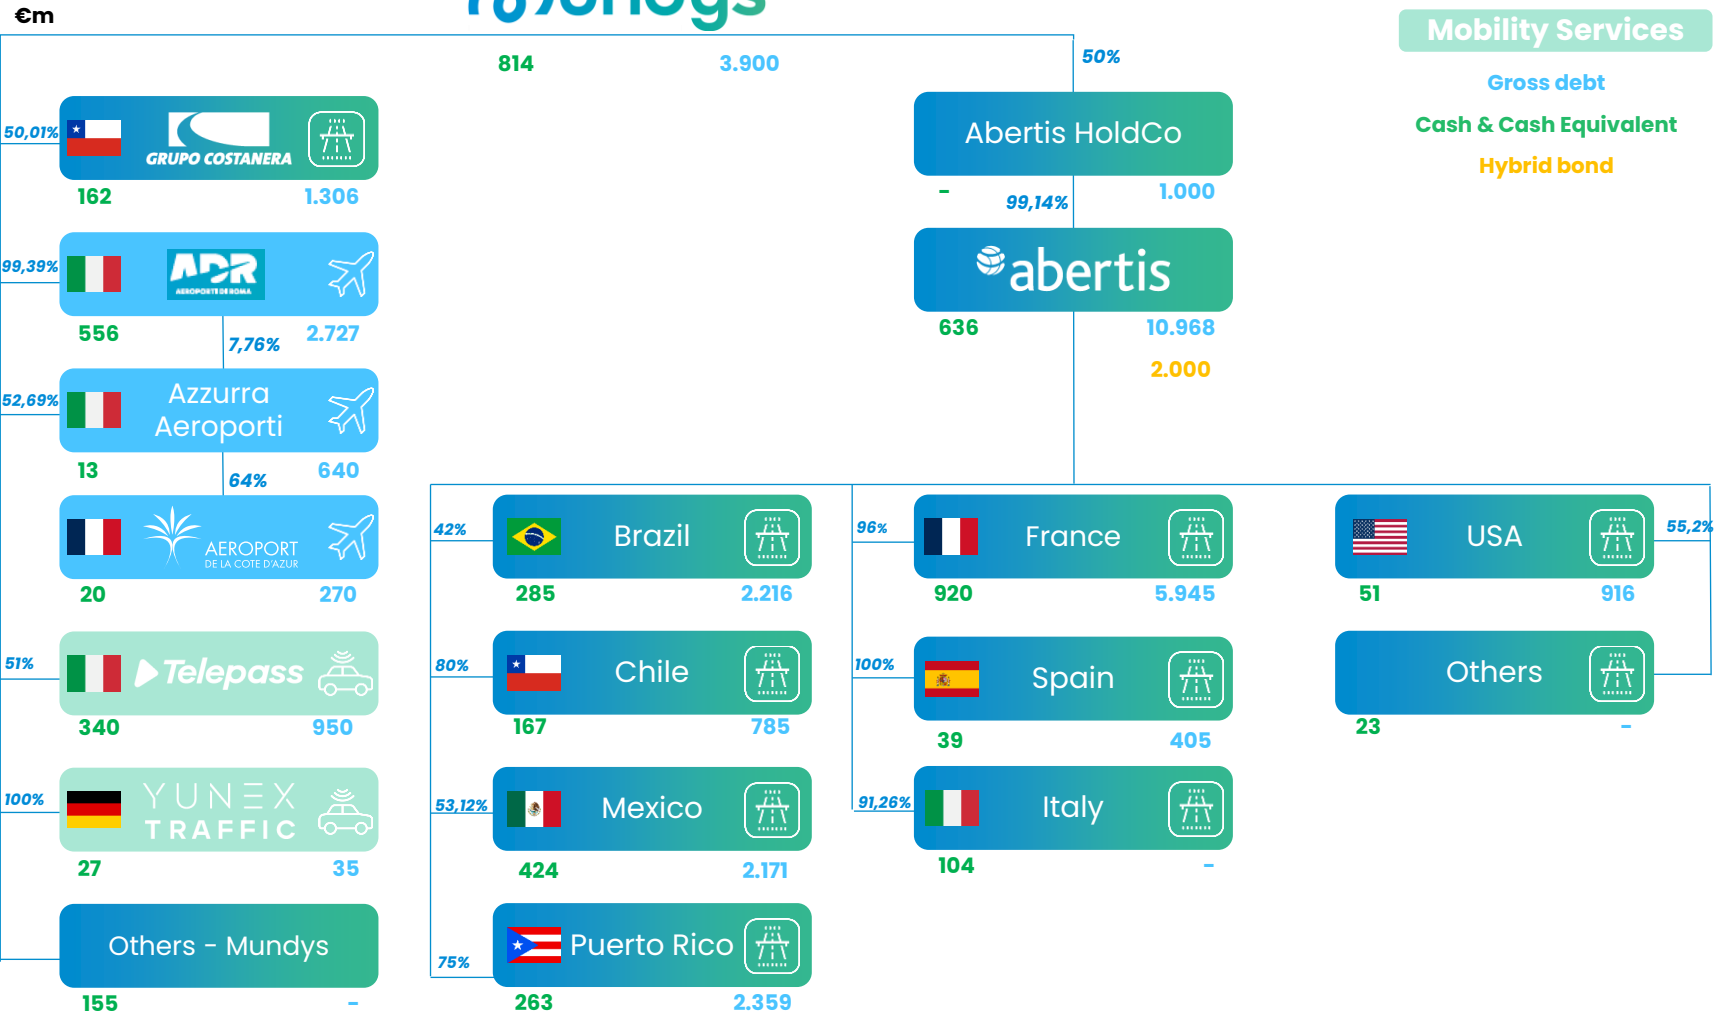 €m
Mobility Services
Gross debt
Cash & Cash Equivalent
Hybrid bond
814 3.900
50%
50,01%
GRUPO COSTANERA
162 1.306
99,39%
ADR
AEROPORTI DI ROMA
556 2.727
7,76%
52,69%
Azzurra
Aeroporti
13 640
64%
AEROPORT
DE LA COTE D'AZUR
20 270
51%
Telepass
340 950
100%
YUNEX
TRAFFIC
27 35
Others - Mundys
155 -
Abertis HoldCo
- 1.000
99,14%
abertis
636 10.968
2.000
42%
Brazil
285 2.216
80%
Chile
167 785
53,12%
Mexico
424 2.171
75%
Puerto Rico
263 2.359
96%
France
920 5.945
100%
Spain
39 405
91,26%
Italy
104 -
USA
55,2%
51 916
Others
23 -